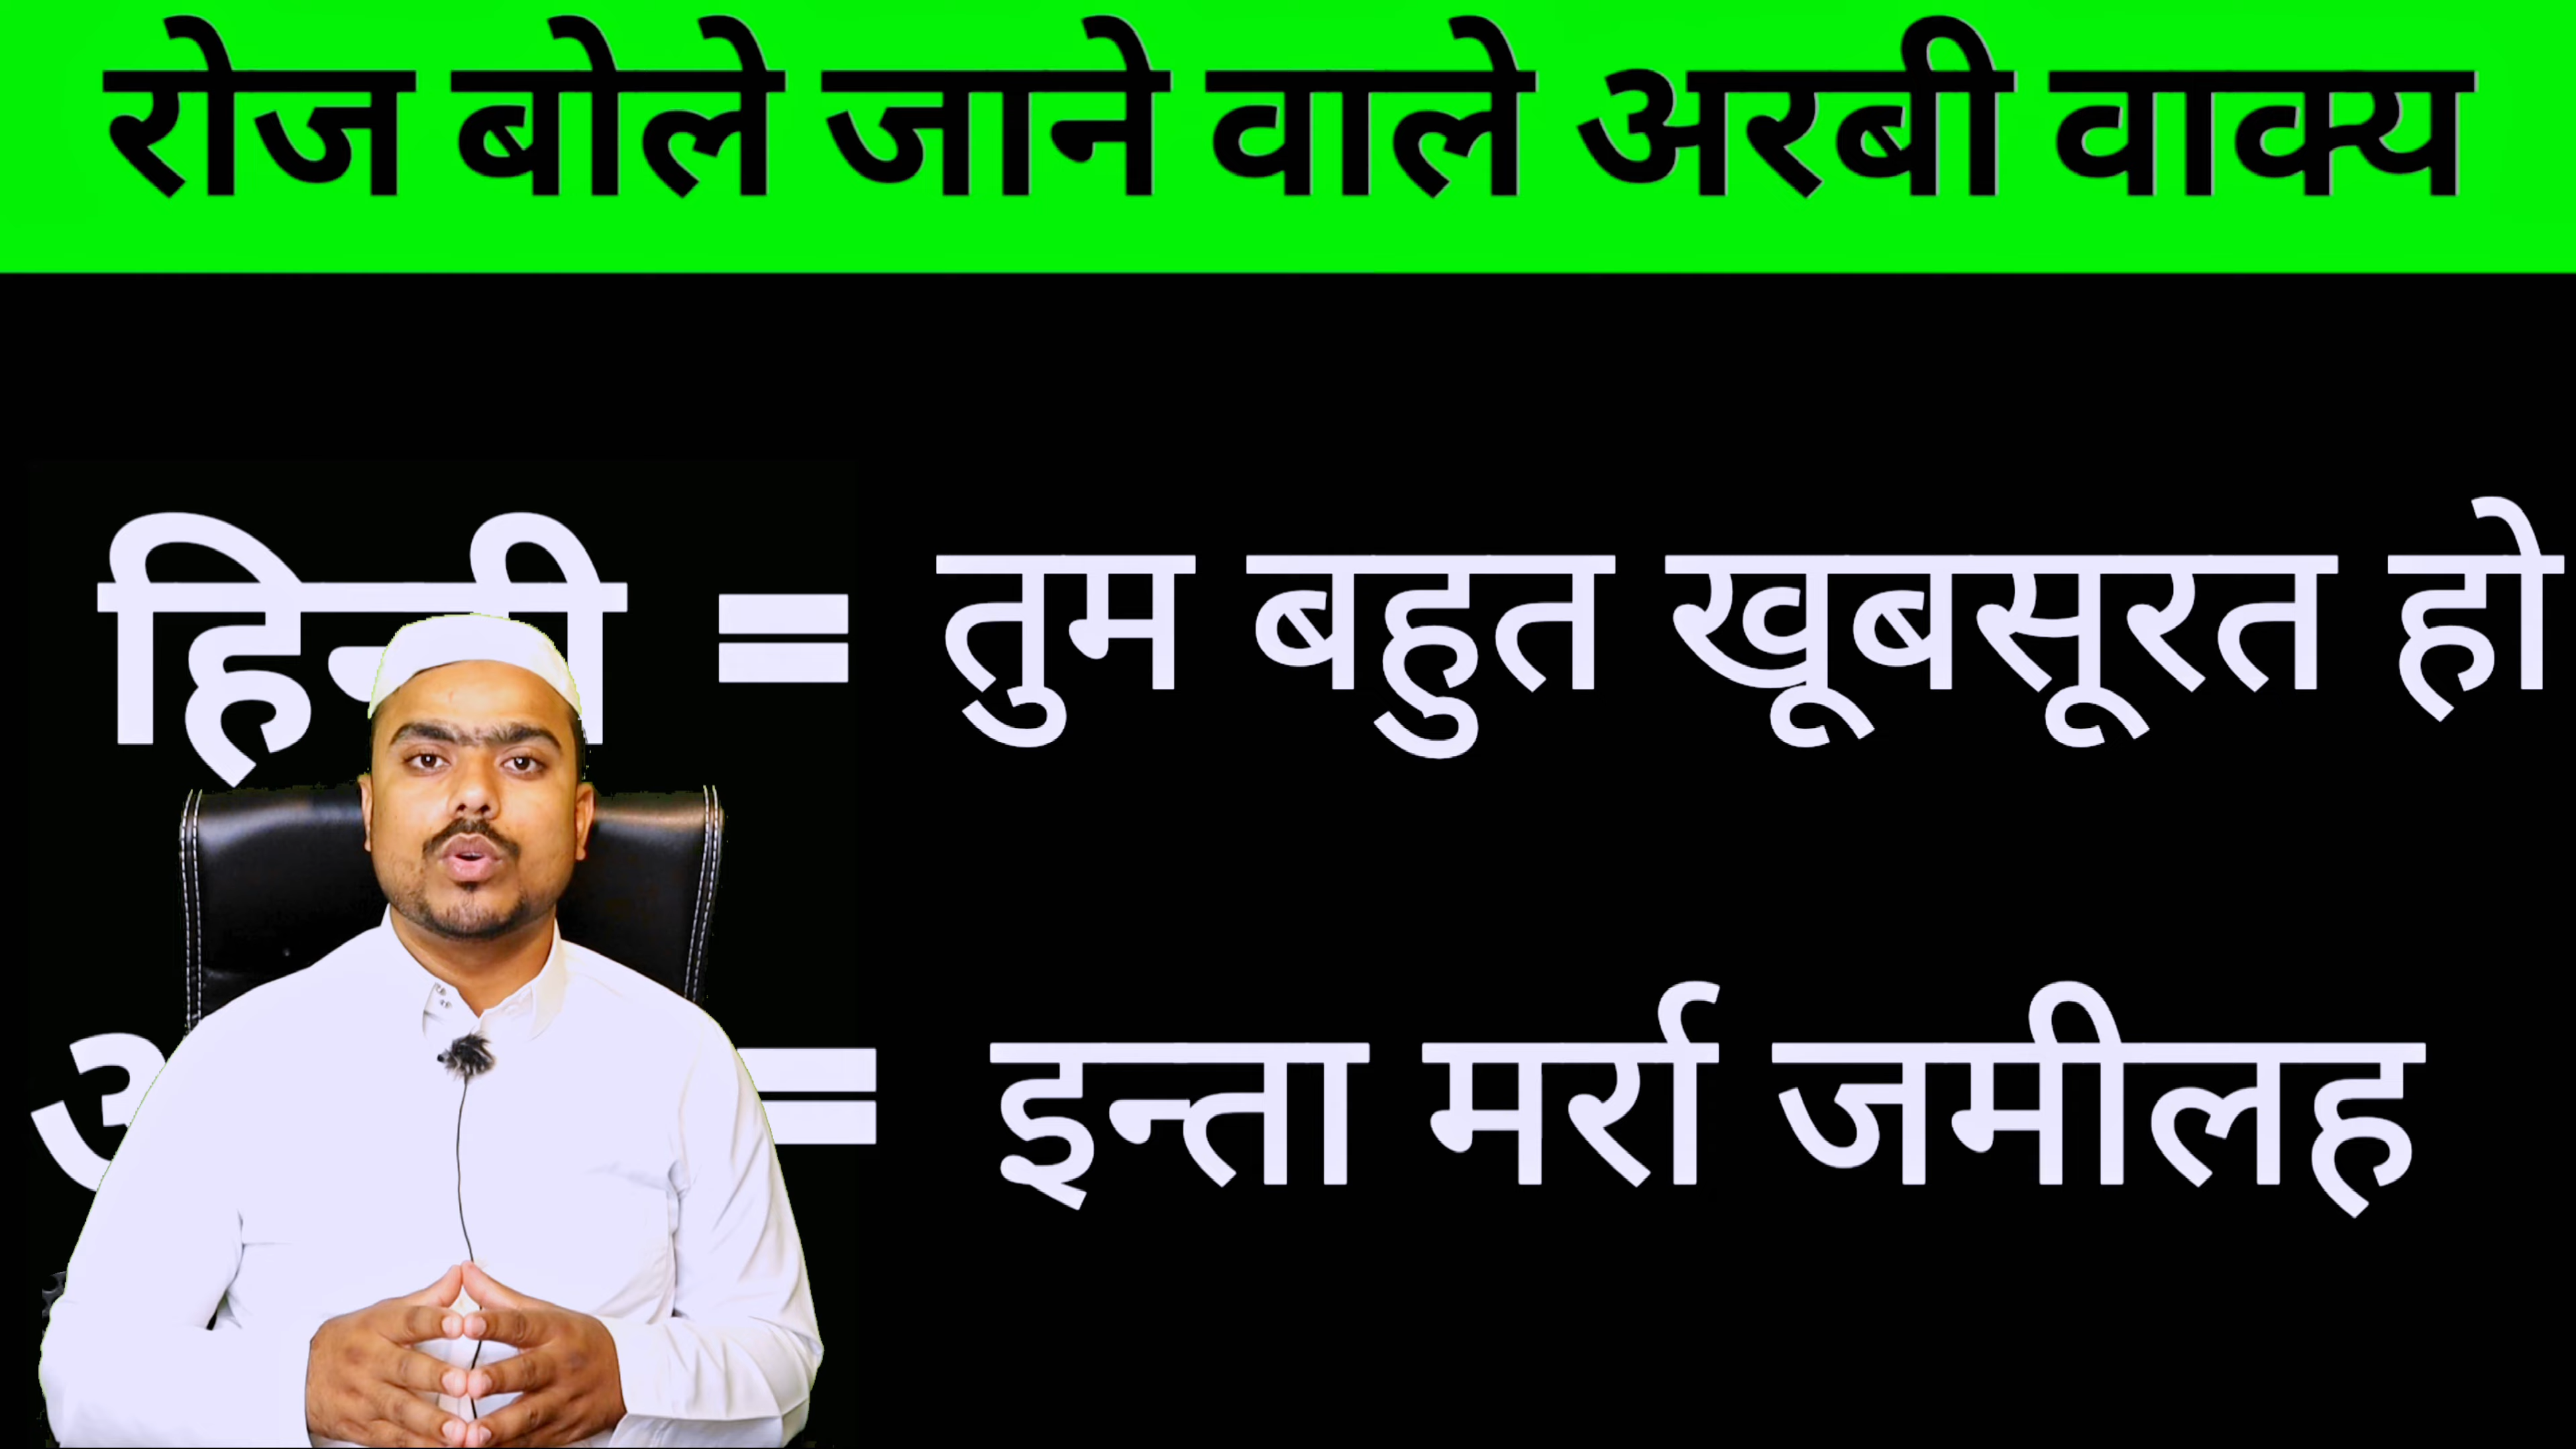 रोज बोले जाने वाले अरबी वाक्य
हिन्दी = तुम बहुत खूबसूरत हो
= इन्ता मर्रा जमीलह